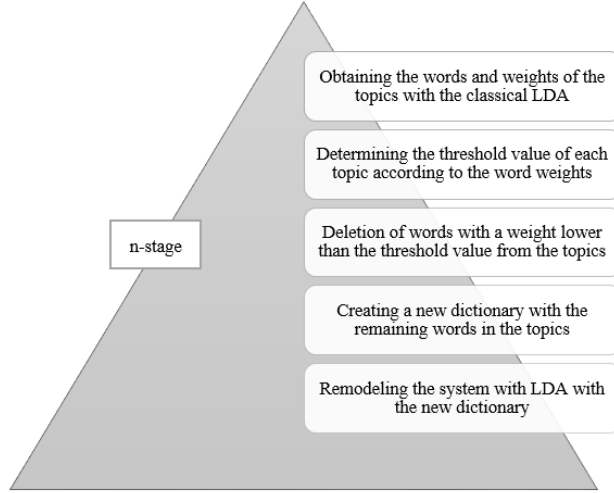 Obtaining the words and weights of the
topics with the classical LDA
Determining the threshold value of each
topic according to the word weights
n-stage
Deletion of words with a weight lower
than the threshold value from the topics
Creating a new dictionary with the
remaining words in the topics
Remodeling the system with LDA with
the new dictionary